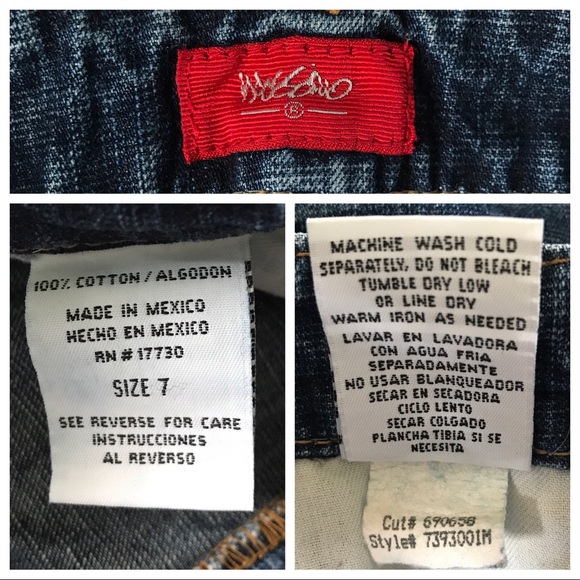 Mossimo
®
100% COTTON / ALGODON
MADE IN MEXICO
HECHO EN MEXICO
RN # 17730
SIZE 7
SEE REVERSE FOR CARE
INSTRUCCIONES
AL REVERSO
MACHINE WASH COLD
SEPARATELY, DO NOT BLEACH
TUMBLE DRY LOW
OR LINE DRY
WARM IRON AS NEEDED
LAVAR EN LAVADORA
CON AGUA FRIA
SEPARADAMENTE
NO USAR BLANQUEADOR
SECAR EN SECADORA
CICLO LENTO
SECAR COLGADO
PLANCHA TIBIA SI SE
NECESITA
Cut# 690658
Style# 7393001M